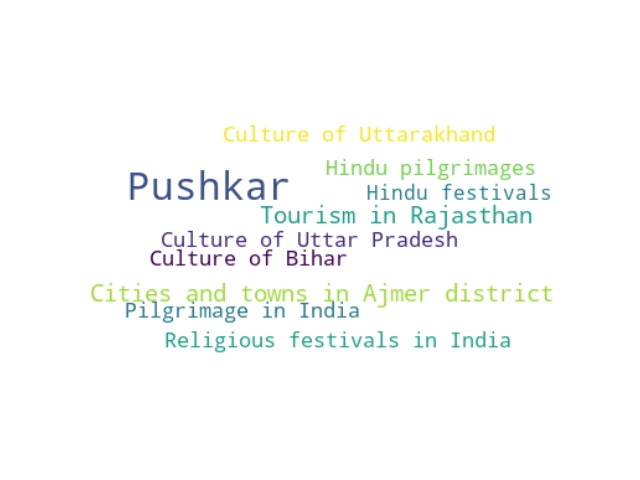 Culture of Uttarakhand
Hindu pilgrimages
Pushkar
Hindu festivals
Tourism in Rajasthan
Culture of Uttar Pradesh
Culture of Bihar
Cities and towns in Ajmer district
Pilgrimage in India
Religious festivals in India